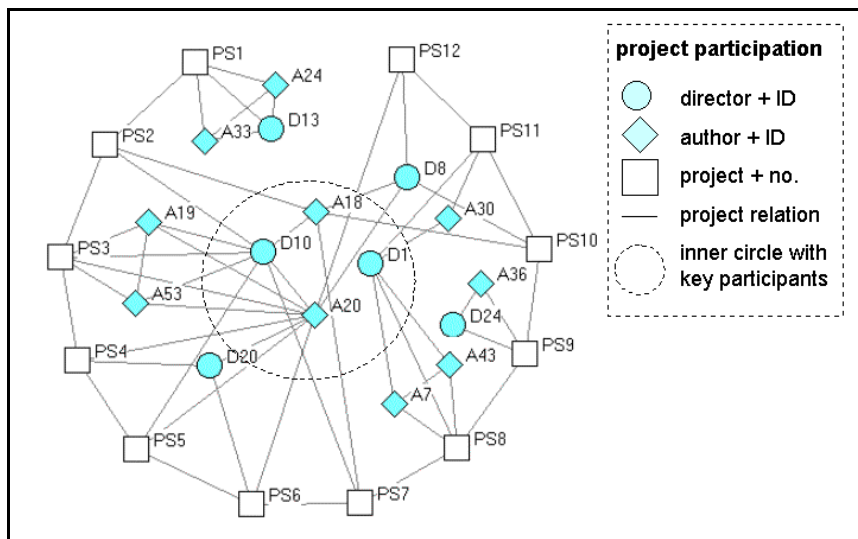 PS1
PS12
A24
PS2
A33
D13
PS11
D8
A19
A18
A30
PS3
D10
D1
PS10
A53
A36
A20
D24
PS4
D20
A43
PS9
A7
PS5
PS8
PS6
PS7
project participation
director + ID
author + ID
project + no.
project relation
inner circle with
key participants